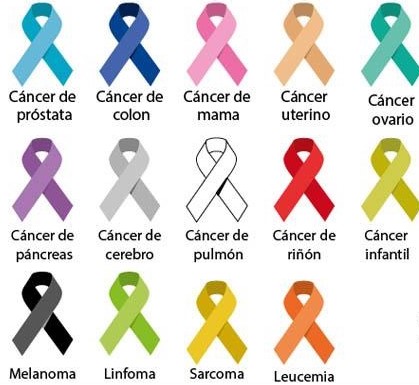 Cáncer de próstata
Cáncer de colon
Cáncer de mama
Cáncer uterino
Cáncer ovario
Cáncer de páncreas
Cáncer de cerebro
Cáncer de pulmón
Cáncer de riñón
Cáncer infantil
Melanoma
Linfoma
Sarcoma
Leucemia